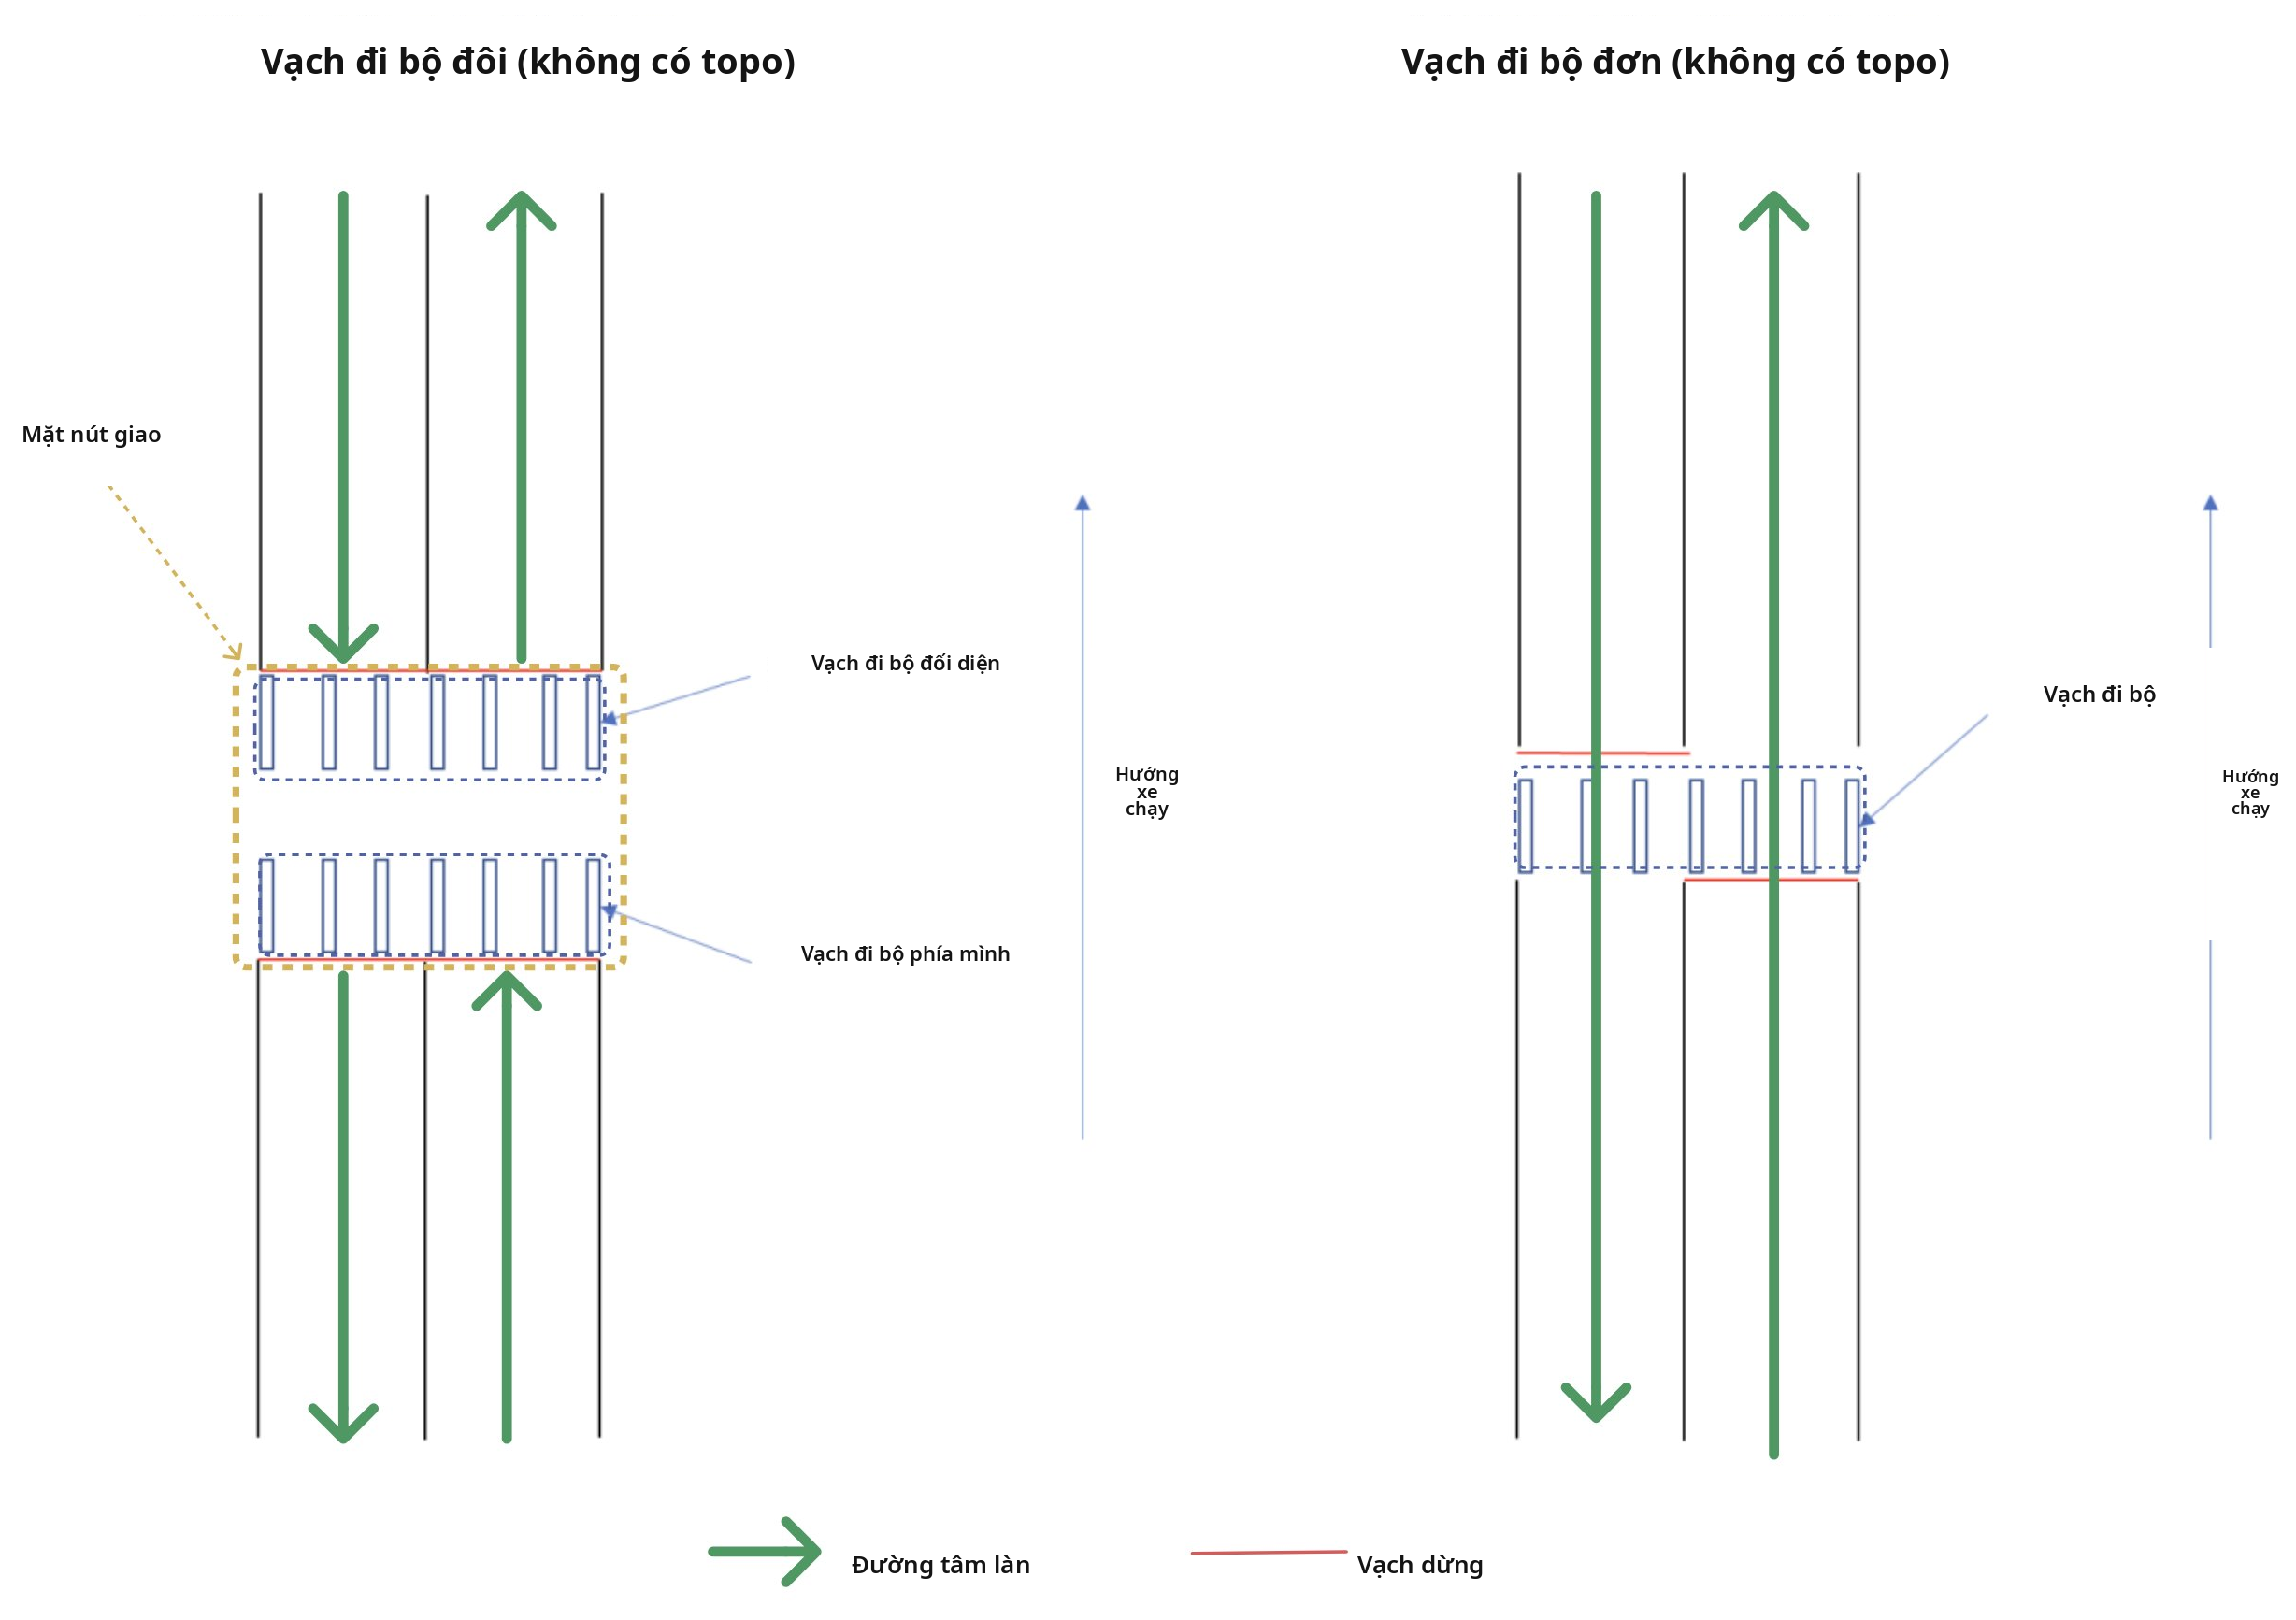 Vạch đi bộ đôi (không có topo)
Vạch đi bộ đơn (không có topo)
Mặt nút giao
Vạch đi bộ đối diện
Vạch đi bộ
Hướng
xe
chạy
Hướng
xe
chạy
Vạch đi bộ phía mình
Đường tâm làn
Vạch dừng